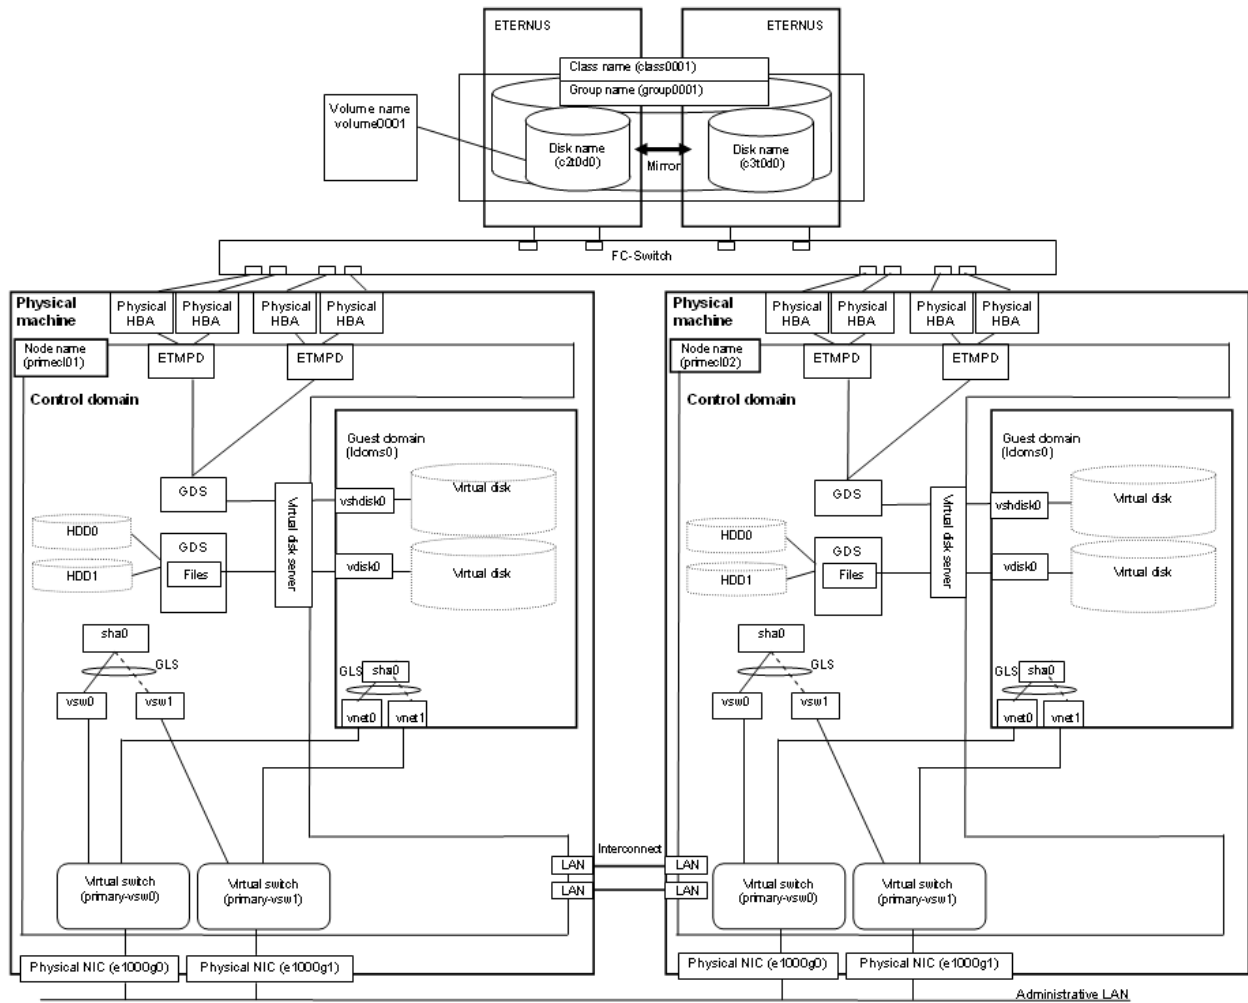 ETERNUS
ETERNUS
Class name (class0001)
Group name (group0001)
Volume name
volume0001
Disk name
(c2t0d0)
Mirror
Disk name
(c3t0d0)
FC-Switch
Physical
machine
Physical
HBA
Physical
HBA
Physical
HBA
Physical
HBA
Node name
(primecl01)
ETMPD
ETMPD
Control domain
Guest domain
(ldoms0)
GDS
Virtual disk server
vshdisk0
Virtual disk
HDD0
HDD1
GDS
Files
vdisk0
Virtual disk
sha0
GLS
vsw0
vsw1
GLS
sha0
vnet0
vnet1
Virtual switch
(primary-vsw0)
Virtual switch
(primary-vsw1)
LAN
LAN
Physical NIC (e1000g0)
Physical NIC (e1000g1)
Interconnect
Physical
machine
Physical
HBA
Physical
HBA
Physical
HBA
Physical
HBA
Node name
(primecl02)
ETMPD
ETMPD
Control domain
Guest domain
(ldoms0)
GDS
Virtual disk server
vshdisk0
Virtual disk
HDD0
HDD1
GDS
Files
vdisk0
Virtual disk
sha0
GLS
vsw0
vsw1
GLS
sha0
vnet0
vnet1
LAN
LAN
Virtual switch
(primary-vsw0)
Virtual switch
(primary-vsw1)
Physical NIC (e1000g0)
Physical NIC (e1000g1)
Administrative LAN